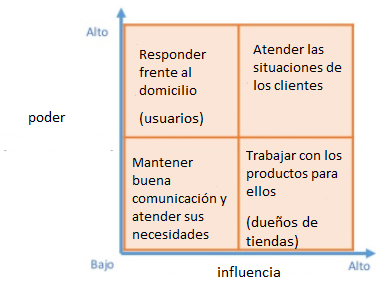 Alto
Responder
frente al
domicilio
(usuarios)
Atender las
situaciones de
los clientes
poder
Mantener
buena
comunicación y
atender sus
necesidades
Trabajar con los
productos para
ellos
(dueños de
tiendas)
Bajo
influencia
Alto